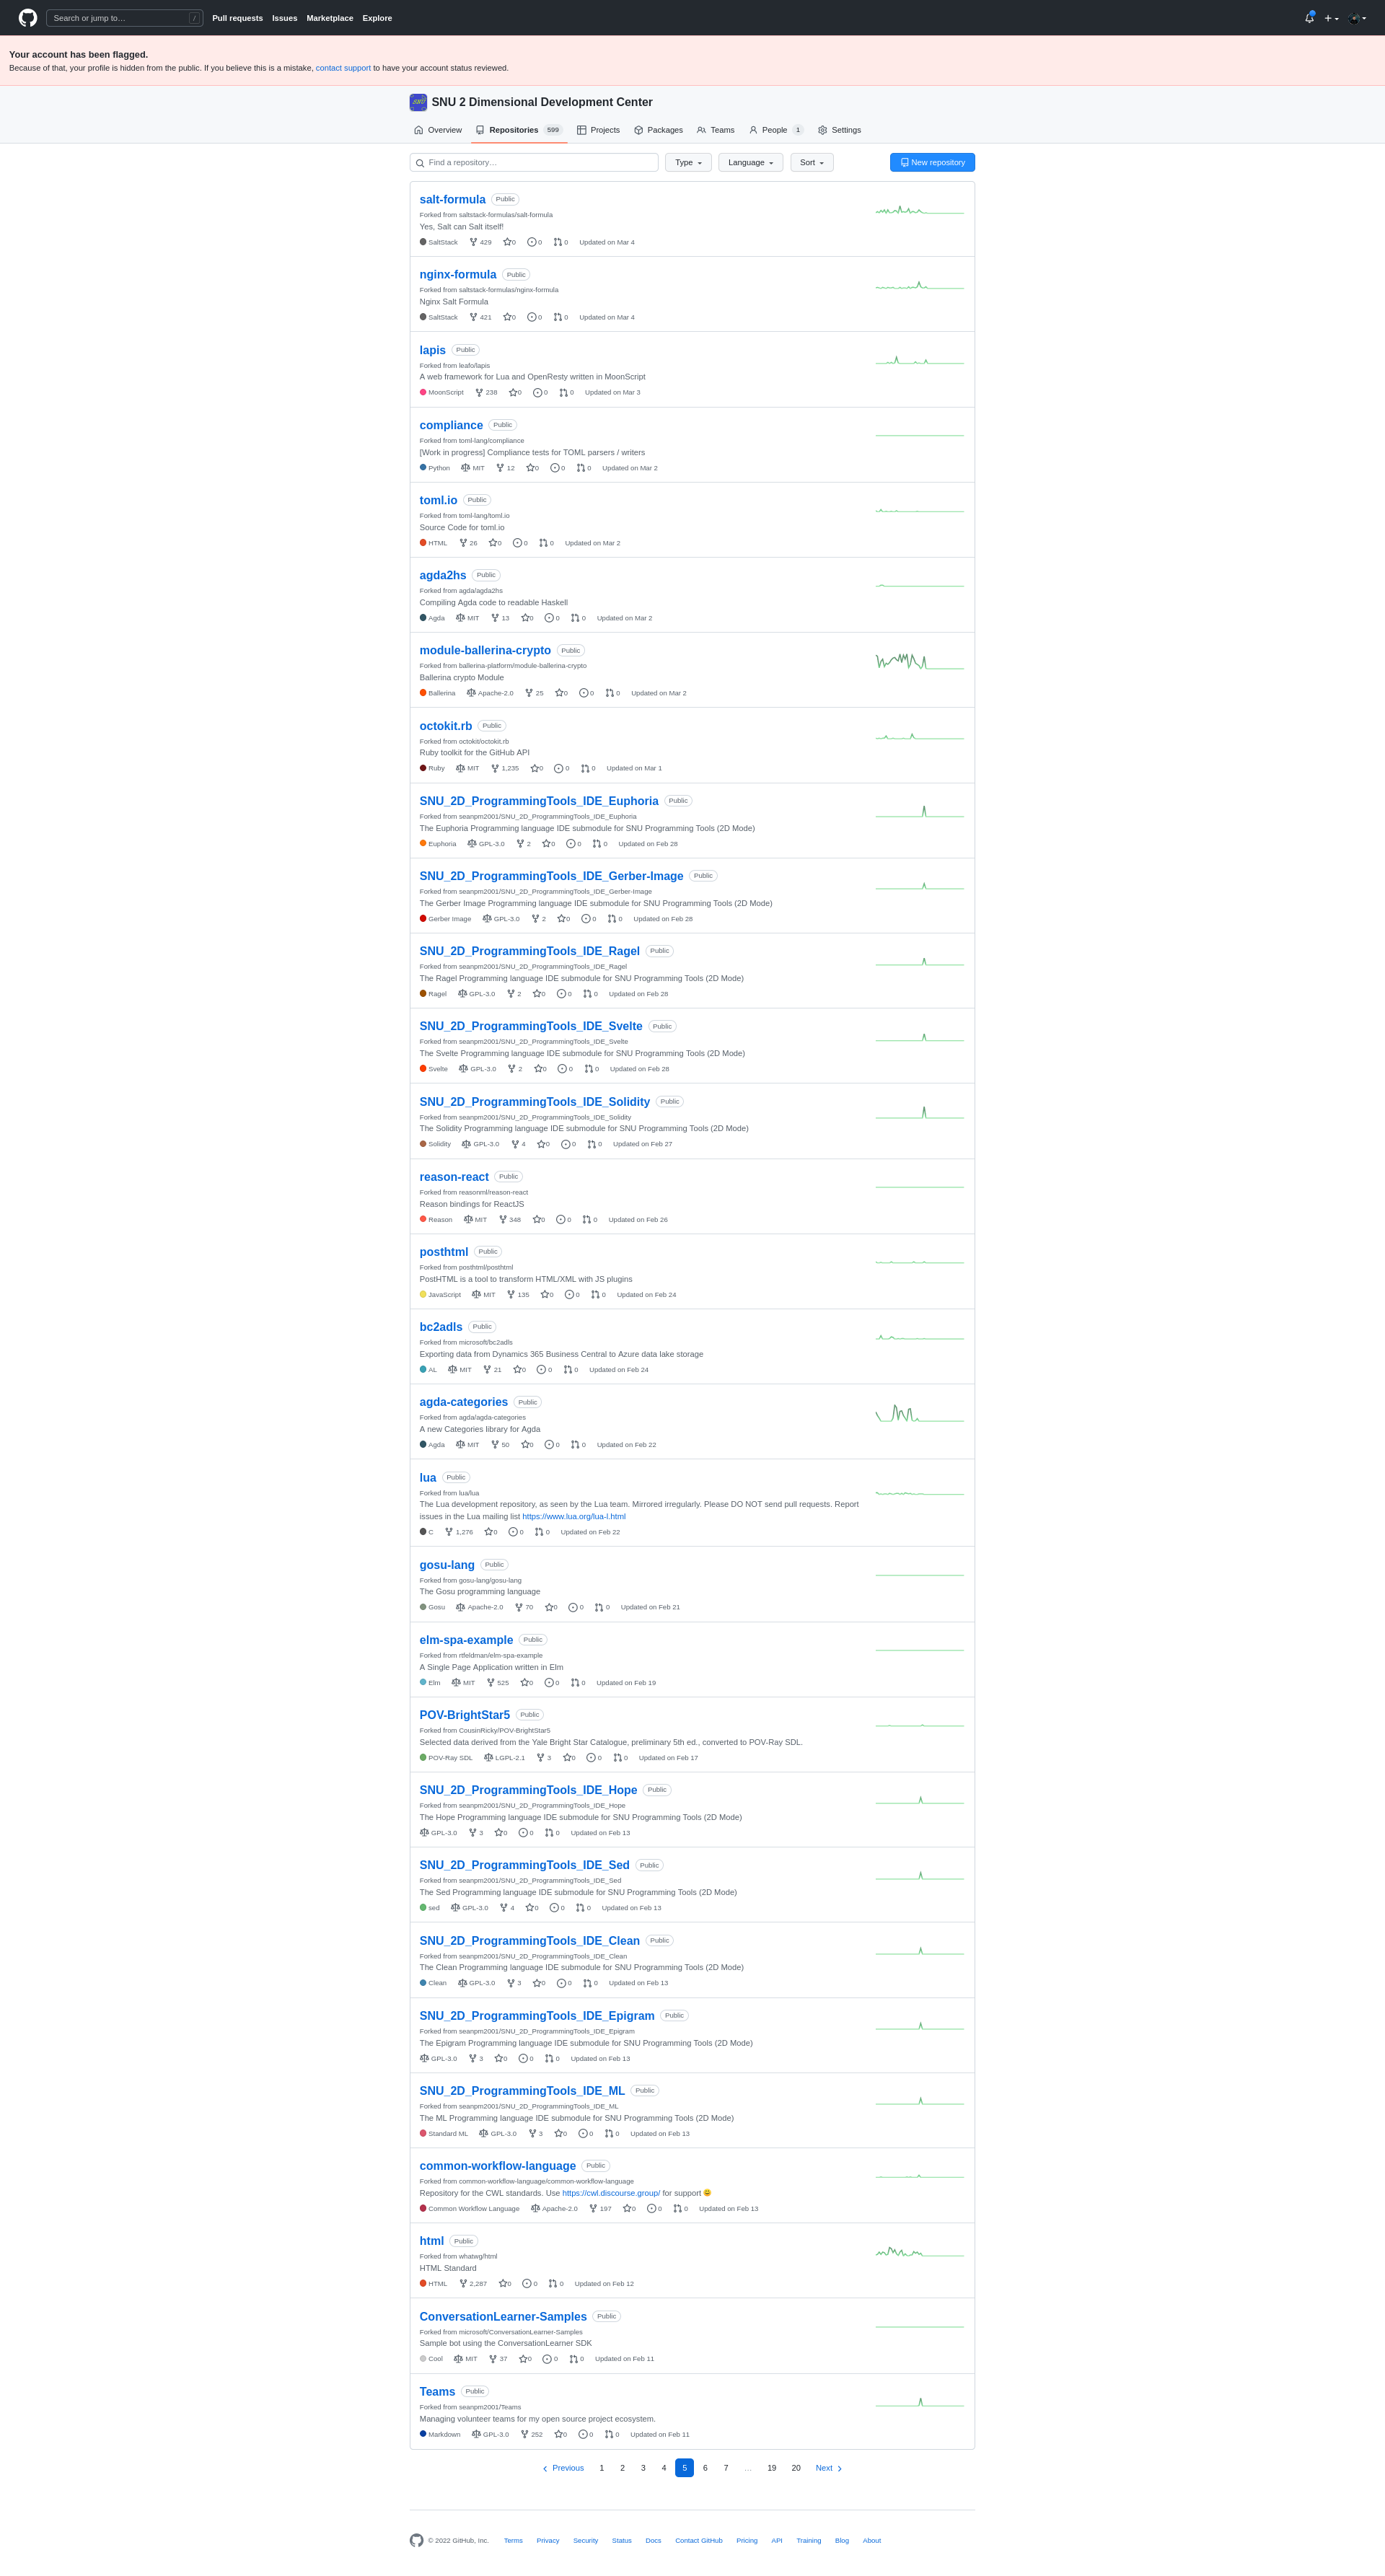 Search or jump to… /
Pull requests Issues Marketplace Explore
Your account has been flagged.
Because of that, your profile is hidden from the public. If you believe this is a mistake, contact support to have your account status reviewed.
SNU SNU 2 Dimensional Development Center
Overview Repositories 599 Projects Packages Teams People 1 Settings
Find a repository… Type Language Sort New repository
salt-formula Public
Forked from saltstack-formulas/salt-formula
Yes, Salt can Salt itself!
SaltStack 429 0 0 0 Updated on Mar 4
nginx-formula Public
Forked from saltstack-formulas/nginx-formula
Nginx Salt Formula
SaltStack 421 0 0 0 Updated on Mar 4
lapis Public
Forked from leafo/lapis
A web framework for Lua and OpenResty written in MoonScript
MoonScript 238 0 0 0 Updated on Mar 3
compliance Public
Forked from toml-lang/compliance
[Work in progress] Compliance tests for TOML parsers / writers
Python MIT 12 0 0 0 Updated on Mar 2
toml.io Public
Forked from toml-lang/toml.io
Source Code for toml.io
HTML 26 0 0 0 Updated on Mar 2
agda2hs Public
Forked from agda/agda2hs
Compiling Agda code to readable Haskell
Agda MIT 13 0 0 0 Updated on Mar 2
module-ballerina-crypto Public
Forked from ballerina-platform/module-ballerina-crypto
Ballerina crypto Module
Ballerina Apache-2.0 25 0 0 0 Updated on Mar 2
octokit.rb Public
Forked from octokit/octokit.rb
Ruby toolkit for the GitHub API
Ruby MIT 1,235 0 0 0 Updated on Mar 1
SNU_2D_ProgrammingTools_IDE_Euphoria Public
Forked from seanpm2001/SNU_2D_ProgrammingTools_IDE_Euphoria
The Euphoria Programming language IDE submodule for SNU Programming Tools (2D Mode)
Euphoria GPL-3.0 2 0 0 0 Updated on Feb 28
SNU_2D_ProgrammingTools_IDE_Gerber-Image Public
Forked from seanpm2001/SNU_2D_ProgrammingTools_IDE_Gerber-Image
The Gerber Image Programming language IDE submodule for SNU Programming Tools (2D Mode)
Gerber Image GPL-3.0 2 0 0 0 Updated on Feb 28
SNU_2D_ProgrammingTools_IDE_Ragel Public
Forked from seanpm2001/SNU_2D_ProgrammingTools_IDE_Ragel
The Ragel Programming language IDE submodule for SNU Programming Tools (2D Mode)
Ragel GPL-3.0 2 0 0 0 Updated on Feb 28
SNU_2D_ProgrammingTools_IDE_Svelte Public
Forked from seanpm2001/SNU_2D_ProgrammingTools_IDE_Svelte
The Svelte Programming language IDE submodule for SNU Programming Tools (2D Mode)
Svelte GPL-3.0 2 0 0 0 Updated on Feb 28
SNU_2D_ProgrammingTools_IDE_Solidity Public
Forked from seanpm2001/SNU_2D_ProgrammingTools_IDE_Solidity
The Solidity Programming language IDE submodule for SNU Programming Tools (2D Mode)
Solidity GPL-3.0 4 0 0 0 Updated on Feb 27
reason-react Public
Forked from reasonml/reason-react
Reason bindings for ReactJS
Reason MIT 348 0 0 0 Updated on Feb 26
posthtml Public
Forked from posthtml/posthtml
PostHTML is a tool to transform HTML/XML with JS plugins
JavaScript MIT 135 0 0 0 Updated on Feb 24
bc2adls Public
Forked from microsoft/bc2adls
Exporting data from Dynamics 365 Business Central to Azure data lake storage
AL MIT 21 0 0 0 Updated on Feb 24
agda-categories Public
Forked from agda/agda-categories
A new Categories library for Agda
Agda MIT 50 0 0 0 Updated on Feb 22
lua Public
Forked from lua/lua
The Lua development repository, as seen by the Lua team. Mirrored irregularly. Please DO NOT send pull requests. Report
issues in the Lua mailing list https://www.lua.org/lua-l.html
C 1,276 0 0 0 Updated on Feb 22
gosu-lang Public
Forked from gosu-lang/gosu-lang
The Gosu programming language
Gosu Apache-2.0 70 0 0 0 Updated on Feb 21
elm-spa-example Public
Forked from rtfeldman/elm-spa-example
A Single Page Application written in Elm
Elm MIT 525 0 0 0 Updated on Feb 19
POV-BrightStar5 Public
Forked from CousinRicky/POV-BrightStar5
Selected data derived from the Yale Bright Star Catalogue, preliminary 5th ed., converted to POV-Ray SDL.
POV-Ray SDL LGPL-2.1 3 0 0 0 Updated on Feb 17
SNU_2D_ProgrammingTools_IDE_Hope Public
Forked from seanpm2001/SNU_2D_ProgrammingTools_IDE_Hope
The Hope Programming language IDE submodule for SNU Programming Tools (2D Mode)
GPL-3.0 3 0 0 0 Updated on Feb 13
SNU_2D_ProgrammingTools_IDE_Sed Public
Forked from seanpm2001/SNU_2D_ProgrammingTools_IDE_Sed
The Sed Programming language IDE submodule for SNU Programming Tools (2D Mode)
sed GPL-3.0 4 0 0 0 Updated on Feb 13
SNU_2D_ProgrammingTools_IDE_Clean Public
Forked from seanpm2001/SNU_2D_ProgrammingTools_IDE_Clean
The Clean Programming language IDE submodule for SNU Programming Tools (2D Mode)
Clean GPL-3.0 3 0 0 0 Updated on Feb 13
SNU_2D_ProgrammingTools_IDE_Epigram Public
Forked from seanpm2001/SNU_2D_ProgrammingTools_IDE_Epigram
The Epigram Programming language IDE submodule for SNU Programming Tools (2D Mode)
GPL-3.0 3 0 0 0 Updated on Feb 13
SNU_2D_ProgrammingTools_IDE_ML Public
Forked from seanpm2001/SNU_2D_ProgrammingTools_IDE_ML
The ML Programming language IDE submodule for SNU Programming Tools (2D Mode)
Standard ML GPL-3.0 3 0 0 0 Updated on Feb 13
common-workflow-language Public
Forked from common-workflow-language/common-workflow-language
Repository for the CWL standards. Use https://cwl.discourse.group/ for support 😊
Common Workflow Language Apache-2.0 197 0 0 0 Updated on Feb 13
html Public
Forked from whatwg/html
HTML Standard
HTML 2,287 0 0 0 Updated on Feb 12
ConversationLearner-Samples Public
Forked from microsoft/ConversationLearner-Samples
Sample bot using the ConversationLearner SDK
Cool MIT 37 0 0 0 Updated on Feb 11
Teams Public
Forked from seanpm2001/Teams
Managing volunteer teams for my open source project ecosystem.
Markdown GPL-3.0 252 0 0 0 Updated on Feb 11
Previous 1 2 3 4 5 6 7 … 19 20 Next
© 2022 GitHub, Inc. Terms Privacy Security Status Docs Contact GitHub Pricing API Training Blog About